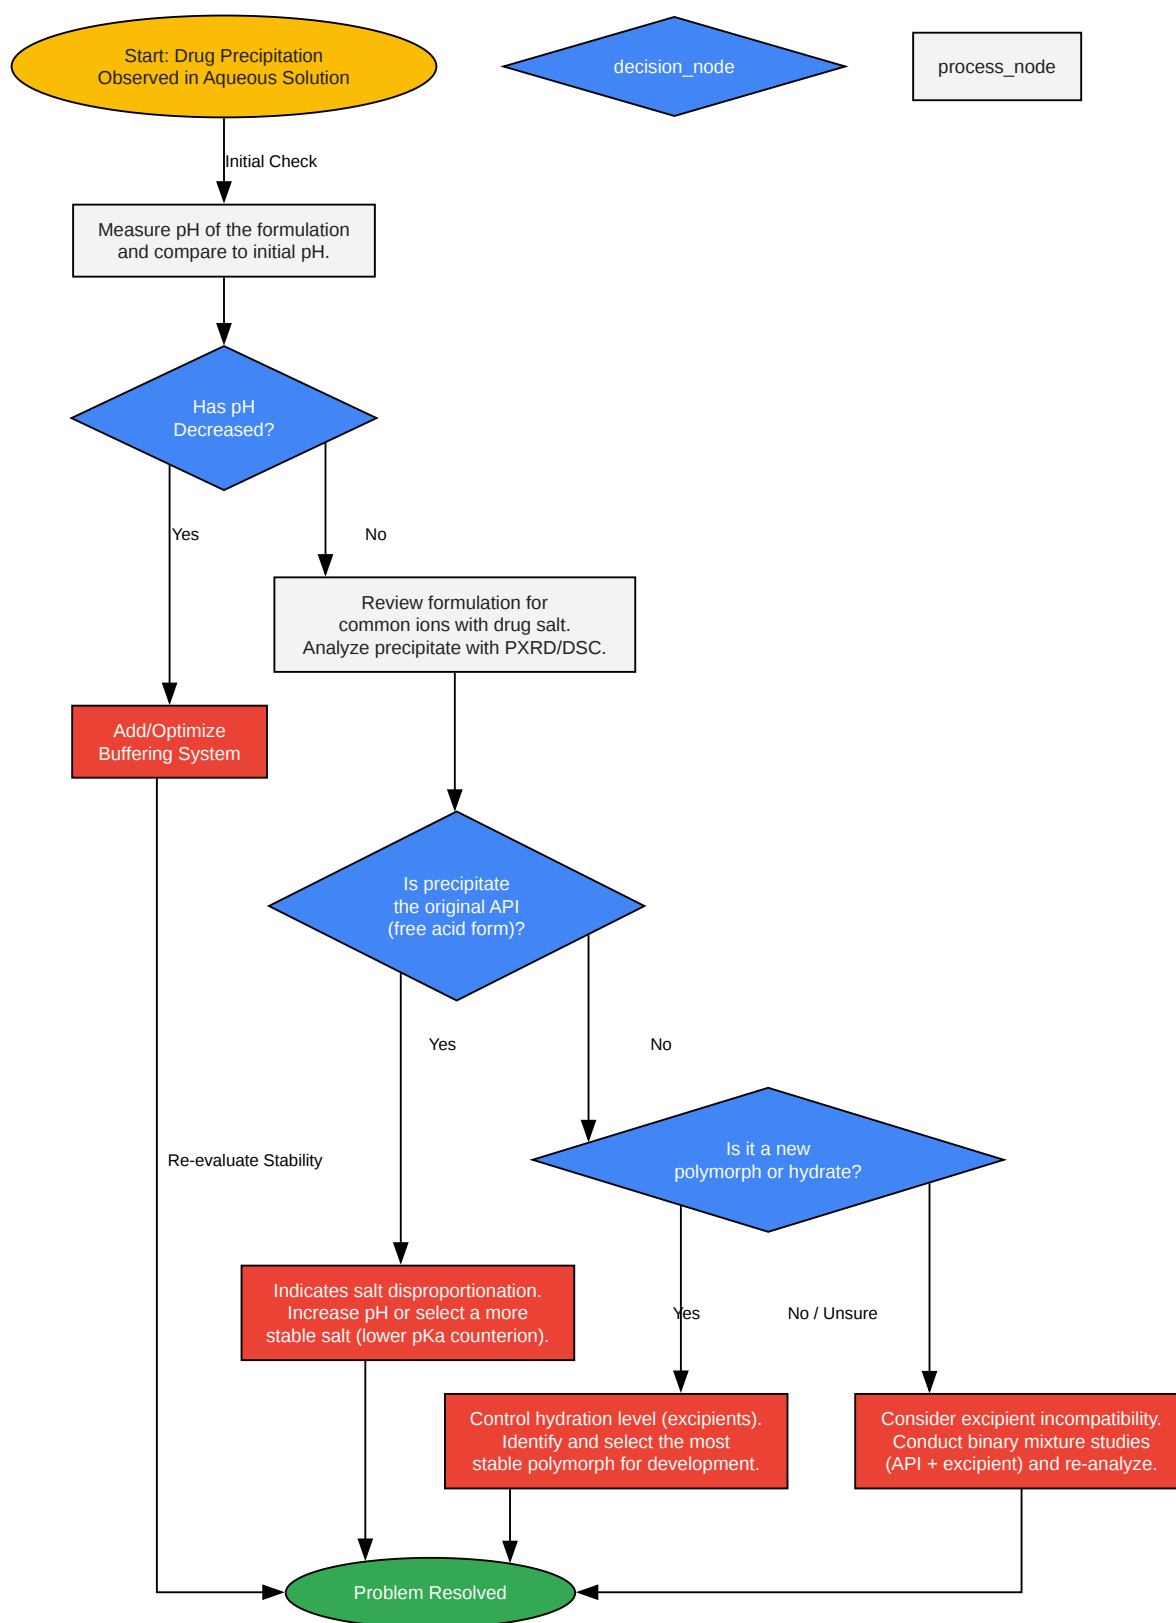 Start: Drug Precipitation
Observed in Aqueous Solution
decision_node
process_node
Initial Check
Measure pH of the formulation
and compare to initial pH.
Has pH
Decreased?
Yes
No
Review formulation for
common ions with drug salt.
Analyze precipitate with PXRD/DSC.
Add/Optimize
Buffering System
Is precipitate
the original API
(free acid form)?
Yes
No
Is it a new
polymorph or hydrate?
Re-evaluate Stability
Indicates salt disproportionation.
Increase pH or select a more
stable salt (lower pKa counterion).
Yes
No / Unsure
Control hydration level (excipients).
Identify and select the most
stable polymorph for development.
Consider excipient incompatibility.
Conduct binary mixture studies
(API + excipient) and re-analyze.
Problem Resolved